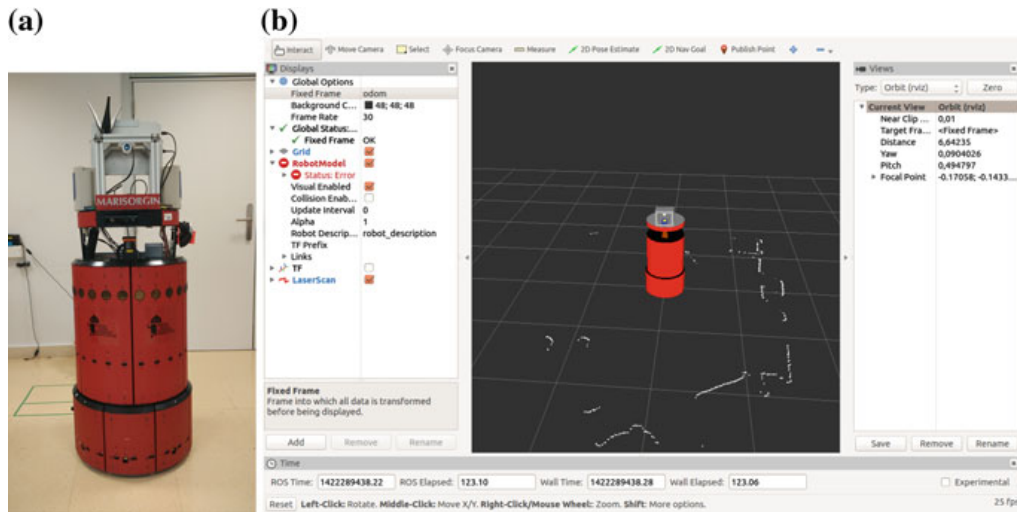 (a)
(b)
MARISORGIN
Interact Move Camera Select Focus Camera Measure 2D Pose Estimate 2D Nav Goal Publish Point
Displays
Global Options
Fixed Frame odom
Background C... 48; 48; 48
Frame Rate 30
Global Status:...
Fixed Frame OK
Grid
RobotModel
Status: Error
Visual Enabled
Collision Enab...
Update Interval 0
Alpha 1
Robot Descrip... robot_description
TF Prefix
Links
TF
LaserScan
Fixed Frame
Frame into which all data is transformed
before being displayed.
Add Remove Rename
Views
Type: Orbit (rviz) Zero
Current View Orbit (rviz)
Near Clip ... 0,01
Target Fra... <Fixed Frame>
Distance 6,64235
Yaw 0,0904026
Pitch 0,494797
Focal Point -0.17058; -0.1433...
Save Remove Rename
Time
ROS Time: 1422289438.22 ROS Elapsed: 123.10 Wall Time: 1422289438.28 Wall Elapsed: 123.06 Experimental
Reset Left-Click: Rotate. Middle-Click: Move X/Y. Right-Click/Mouse Wheel: Zoom. Shift: More options. 25 fps